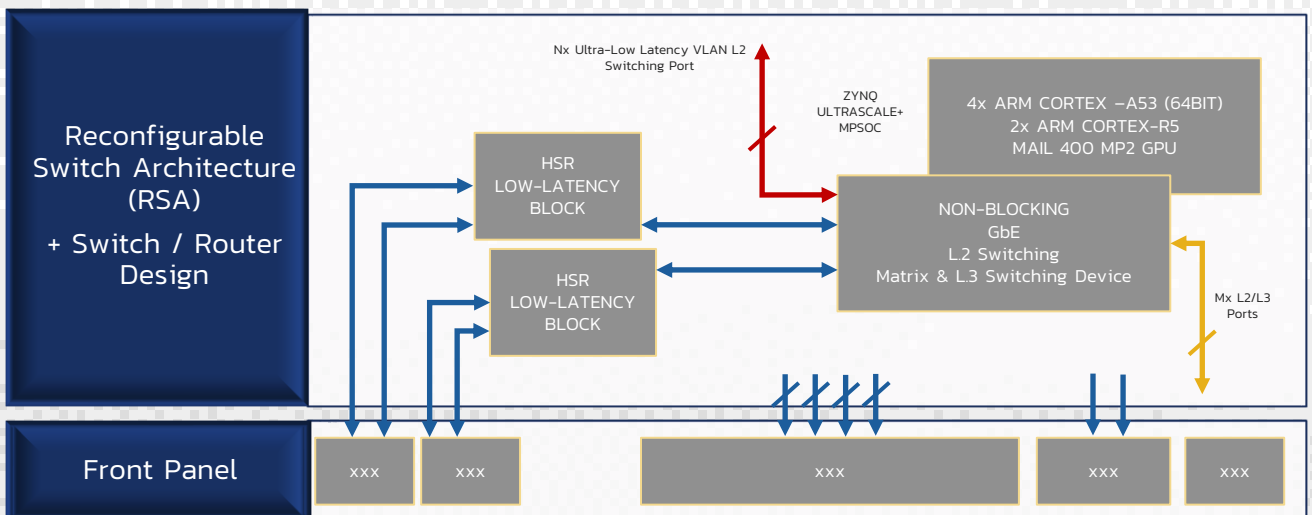 Reconfigurable
Switch Architecture
(RSA)
+ Switch / Router
Design
Nx Ultra-Low Latency VLAN L2
Switching Port
ZYNQ
ULTRASCALE+
MPSOC
4x ARM CORTEX –A53 (64BIT)
2x ARM CORTEX-R5
MAIL 400 MP2 GPU
HSR
LOW-LATENCY
BLOCK
NON-BLOCKING
GbE
L.2 Switching
Matrix & L.3 Switching Device
HSR
LOW-LATENCY
BLOCK
Mx L2/L3
Ports
Front Panel
xxx
xxx
xxx
xxx
xxx